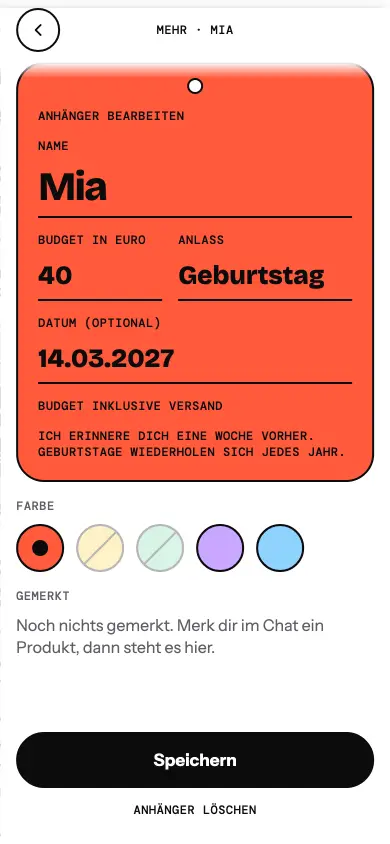 MEHR · MIA
ANHÄNGER BEARBEITEN
NAME
Mia
BUDGET IN EURO ANLASS
40 Geburtstag
DATUM (OPTIONAL)
14.03.2027
BUDGET INKLUSIVE VERSAND
ICH ERINNERE DICH EINE WOCHE VORHER.
GEBURTSTAGE WIEDERHOLEN SICH JEDES JAHR.
FARBE
GEMERKT
Noch nichts gemerkt. Merk dir im Chat ein
Produkt, dann steht es hier.
Speichern
ANHÄNGER LÖSCHEN